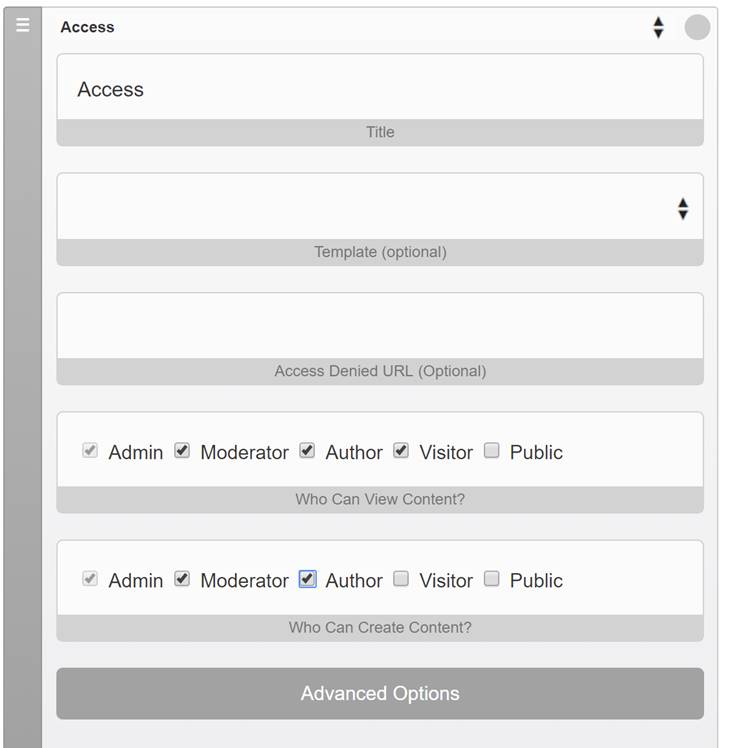 Access
Access
Title
Template (optional)
Access Denied URL (Optional)
Admin Moderator Author Visitor Public
Who Can View Content?
Admin Moderator Author Visitor Public
Who Can Create Content?
Advanced Options